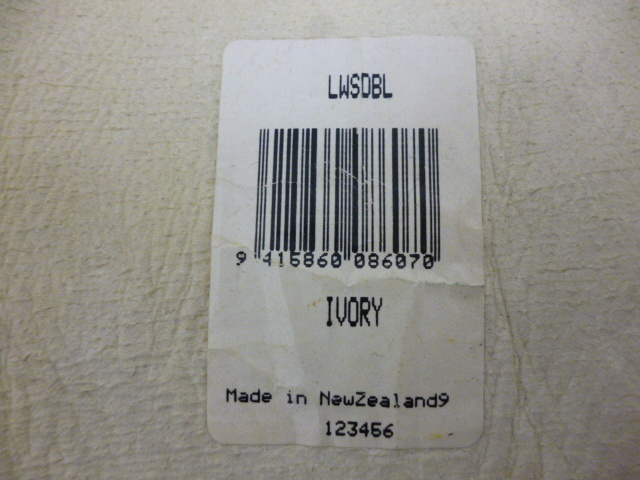 LWSDBL
9 415860 086070
IVORY
Made in NewZealand9
123456